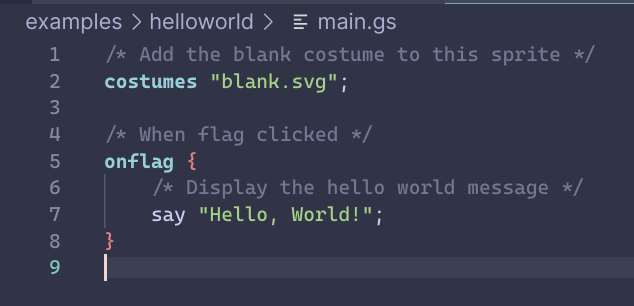 examples > helloworld > main.gs
1 /* Add the blank costume to this sprite */
2 costumes "blank.svg";
3
4 /* When flag clicked */
5 onflag {
6 /* Display the hello world message */
7 say "Hello, World!";
8 }
9